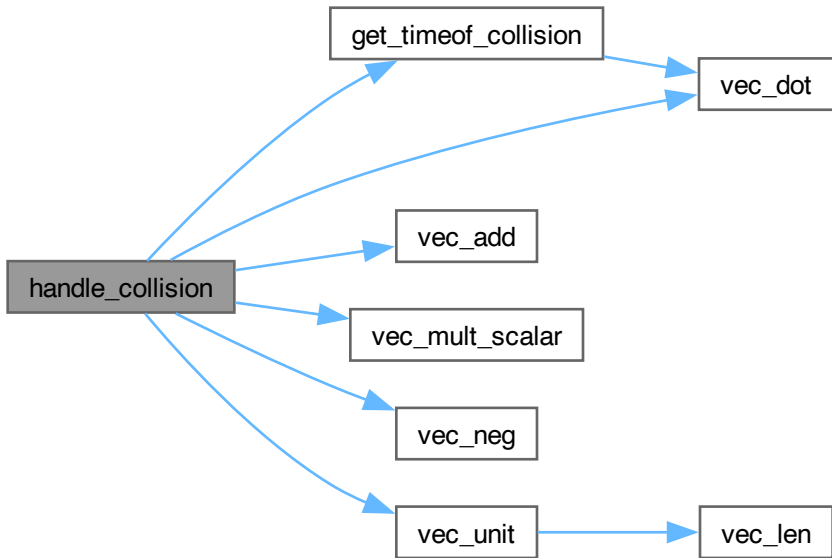 get_timeof_collision
vec_dot
vec_add
handle_collision
vec_mult_scalar
vec_neg
vec_unit
vec_len